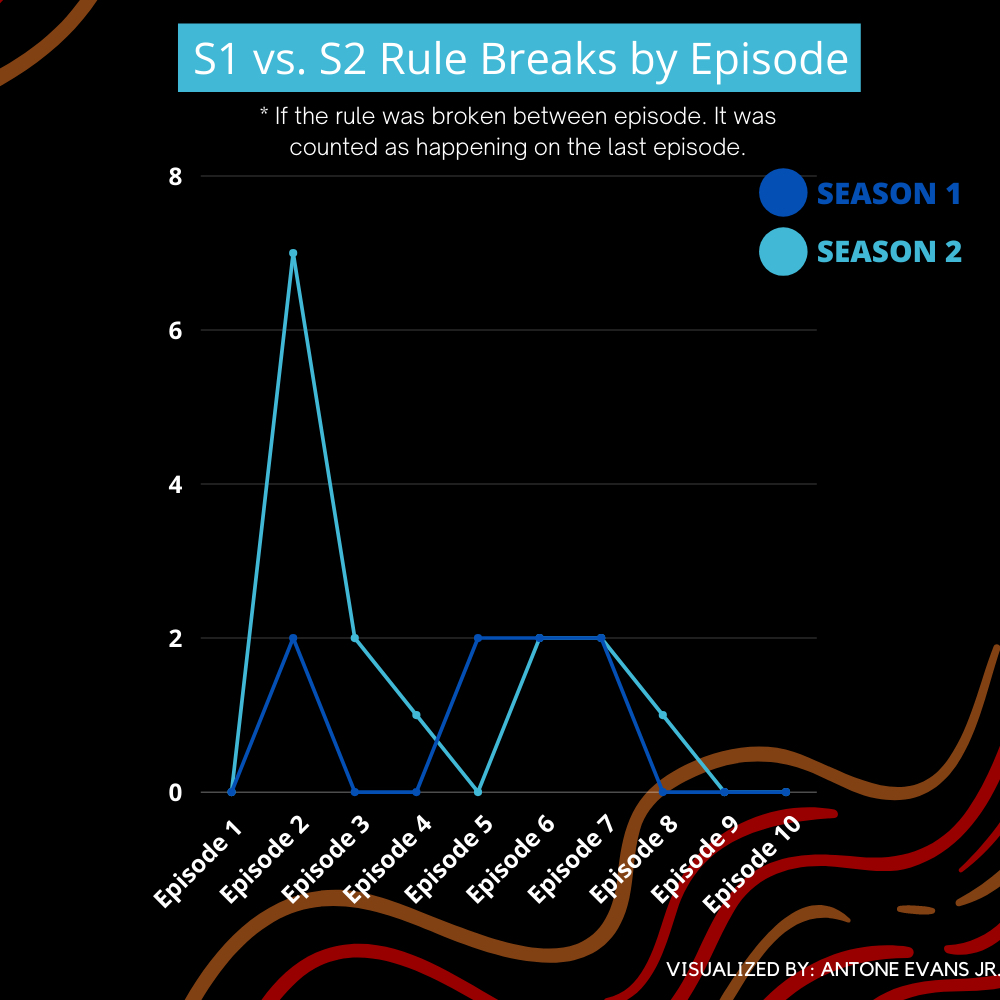 S1 vs. S2 Rule Breaks by Episode
* If the rule was broken between episode. It was
counted as happening on the last episode.
8
SEASON 1
SEASON 2
6
4
2
0
Episode 1
Episode 2
Episode 3
Episode 4
Episode 5
Episode 6
Episode 7
Episode 8
Episode 9
Episode 10
VISUALIZED BY: ANTONE EVANS JR.